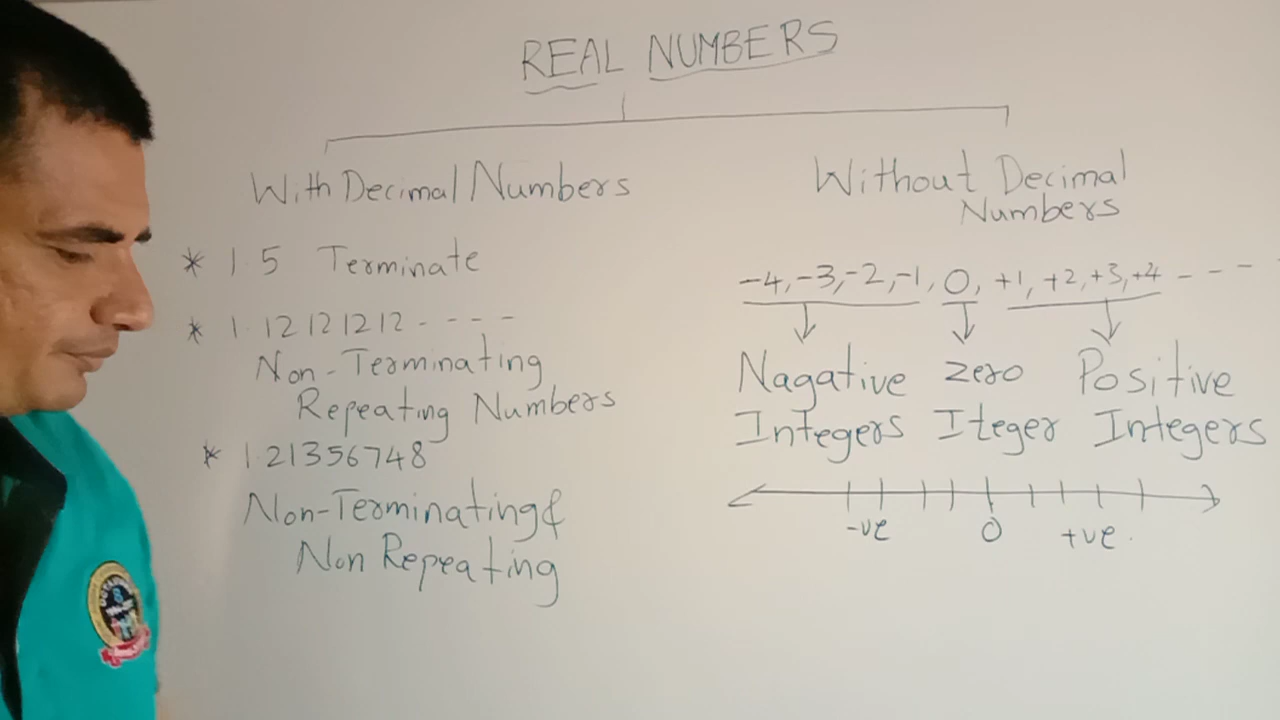 REAL NUMBERS
With Decimal Numbers
* 1.5 Terminate
* 1.12121212----
Non-Terminating
Repeating Numbers
* 1.21356748
Non-Terminating &
Non Repeating
Without Decimal
Numbers
-4,-3,-2,-1, 0, +1, +2,+3,+4 ----
Nagative zero Positive
Integers Iteger Integers
-ve 0 +ve